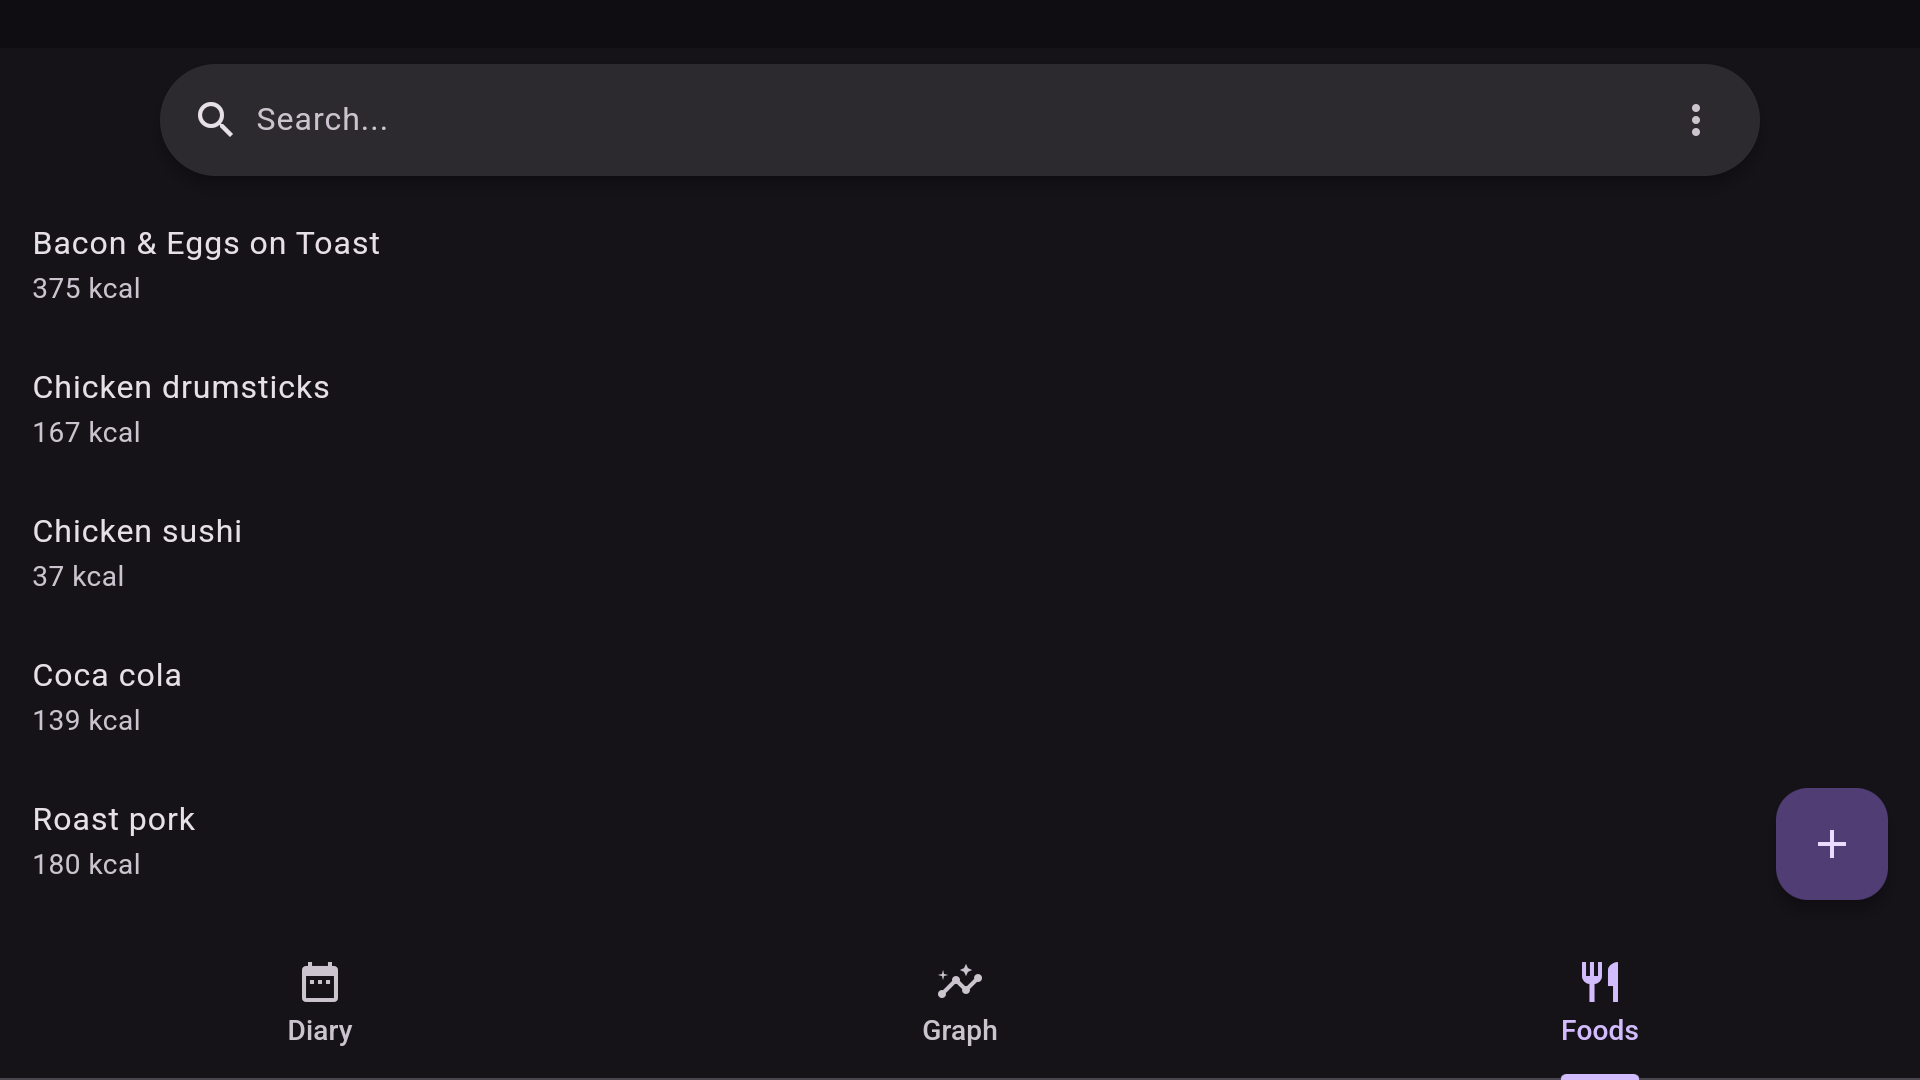 Search...
Bacon & Eggs on Toast
375 kcal
Chicken drumsticks
167 kcal
Chicken sushi
37 kcal
Coca cola
139 kcal
Roast pork
180 kcal
Diary
Graph
Foods